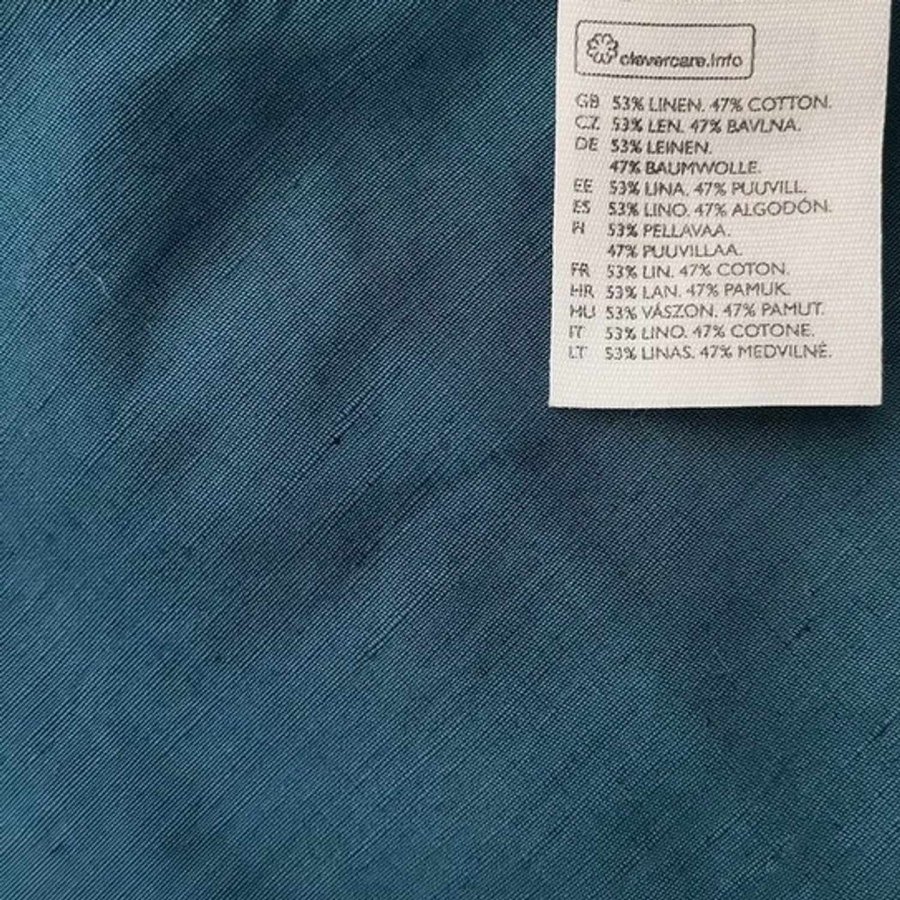 clevercare.info
GB 53% LINEN. 47% COTTON.
CZ 53% LEN. 47% BAVLNA.
DE 53% LEINEN.
47% BAUMWOLLE.
EE 53% LINA. 47% PUUVILL.
ES 53% LINO. 47% ALGODÓN.
FI 53% PELLAVAA.
47% PUUVILLAA.
FR 53% LIN. 47% COTON.
HR 53% LAN. 47% PAMUK.
HU 53% VÁSZON. 47% PAMUT.
IT 53% LINO. 47% COTONE.
LT 53% LINAS. 47% MEDVILNĖ.